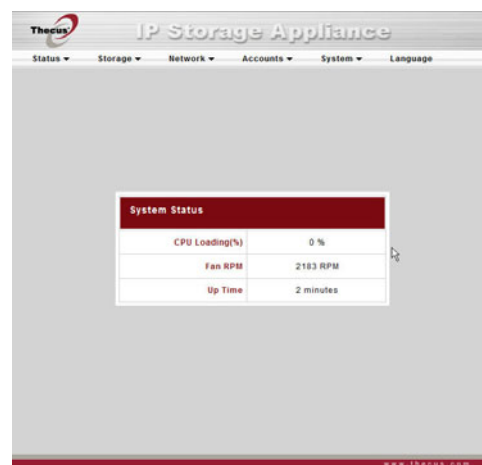 Thecus
IP Storage Appliance
Status Storage Network Accounts System Language
System Status
CPU Loading(%) 0 %
Fan RPM 2183 RPM
Up Time 2 minutes
www.thecus.com